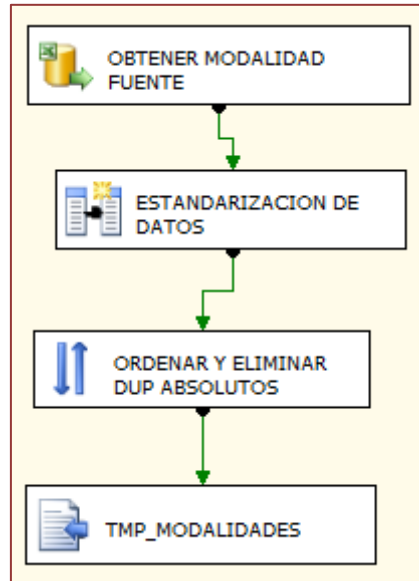 OBTENER MODALIDAD
FUENTE
ESTANDARIZACION DE
DATOS
ORDENAR Y ELIMINAR
DUP ABSOLUTOS
TMP_MODALIDADES